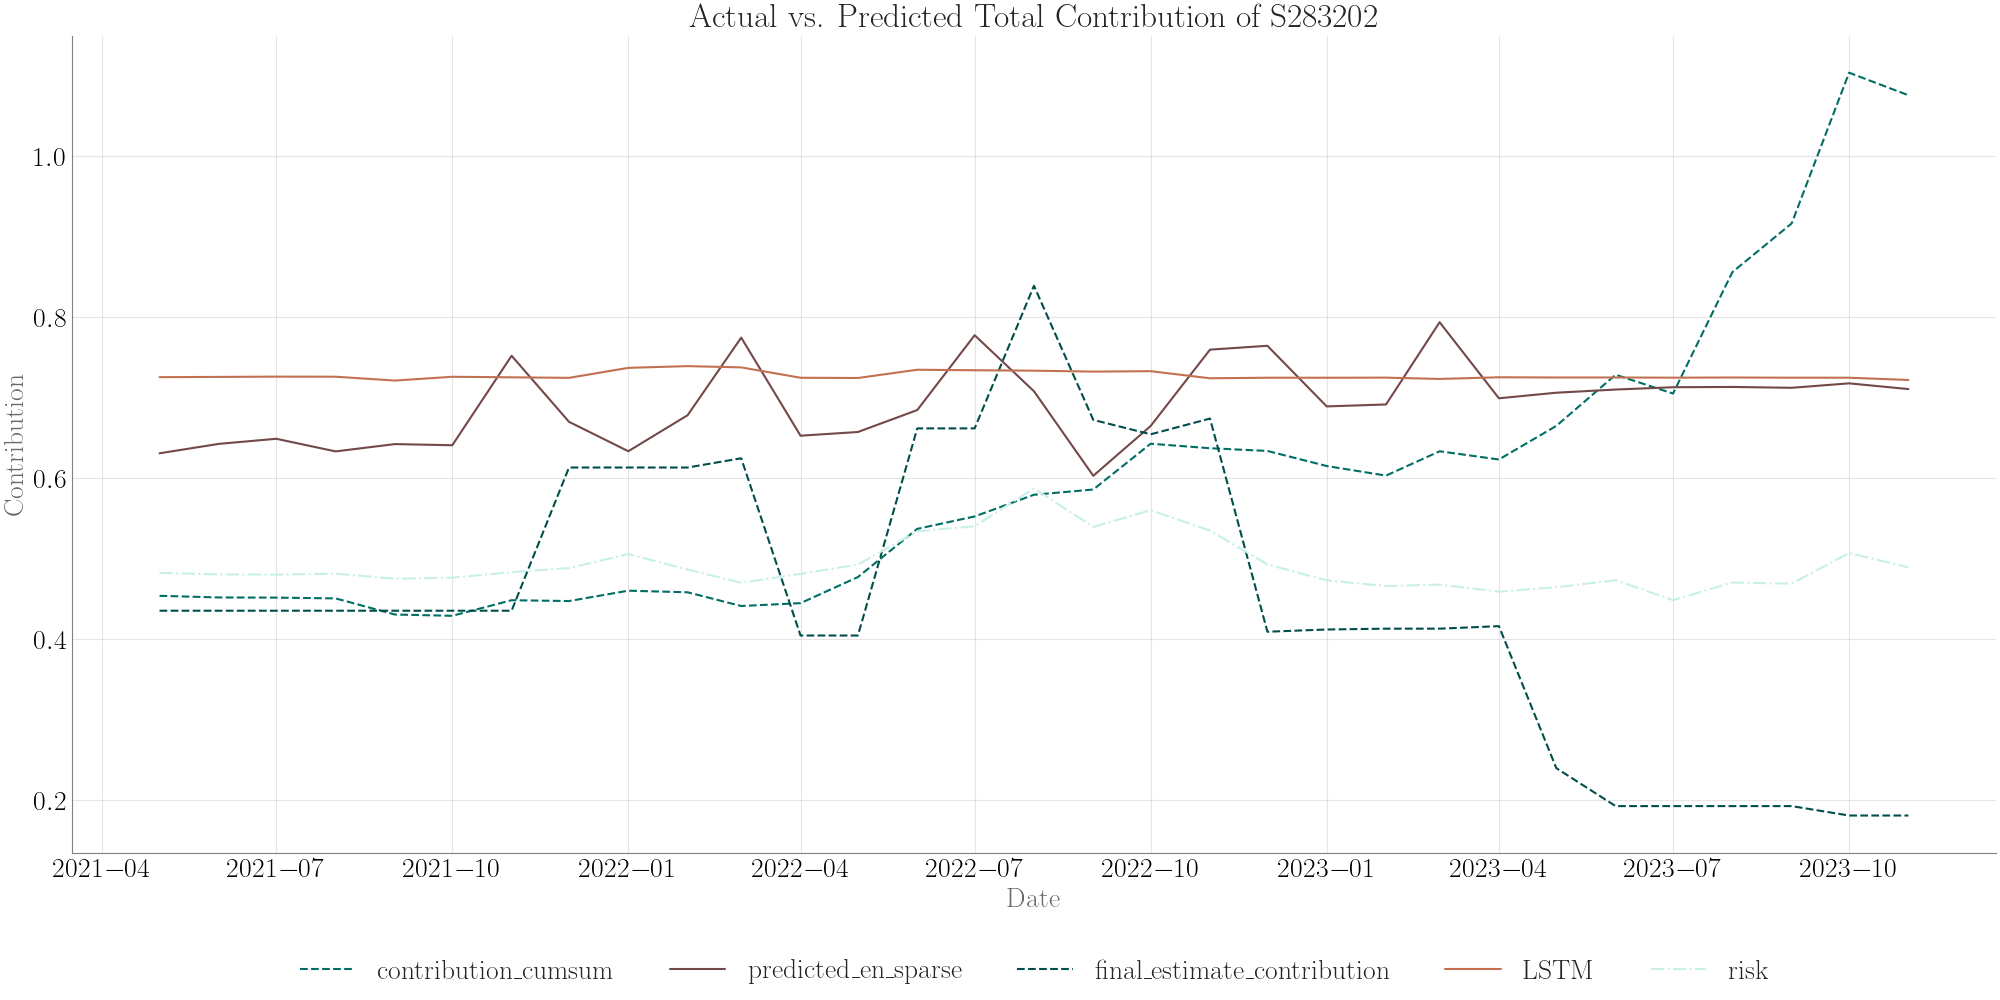 Actual vs. Predicted Total Contribution of S283202
Contribution
1.0
0.8
0.6
0.4
0.2
2021−04 2021−07 2021−10 2022−01 2022−04 2022−07 2022−10 2023−01 2023−04 2023−07 2023−10
Date
contribution_cumsum predicted_en_sparse final_estimate_contribution LSTM risk